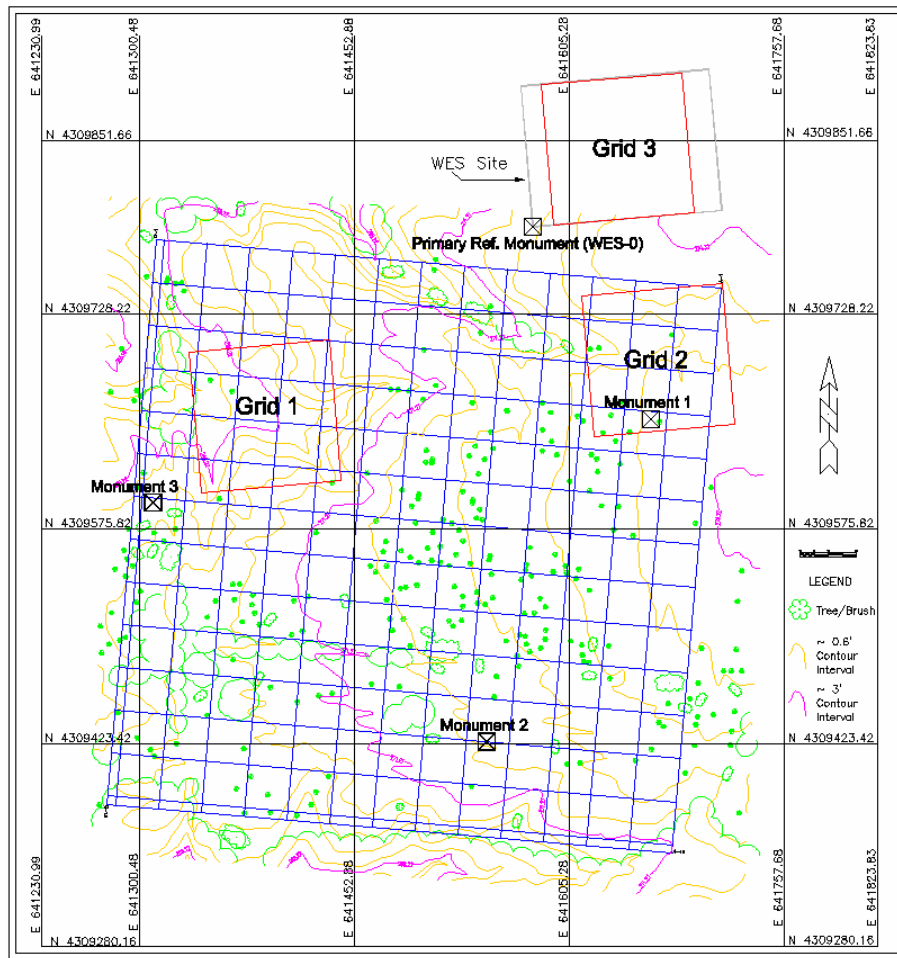 E 641230.99
E 641300.48
E 641452.88
E 641605.28
E 641757.68
E 641823.83
N 4309851.66
N 4309851.66
Grid 3
WES Site
Primary Ref. Monument (WES-0)
N 4309728.22
N 4309728.22
Grid 2
Grid 1
Monument 1
Monument 3
N 4309575.82
N 4309575.82
LEGEND
Tree/Brush
~ 0.6'
Contour
Interval
~ 3'
Contour
Interval
Monument 2
N 4309423.42
N 4309423.42
E 641230.99
E 641300.48
E 641452.88
E 641605.28
E 641757.68
E 641823.83
N 4309280.16
N 4309280.16